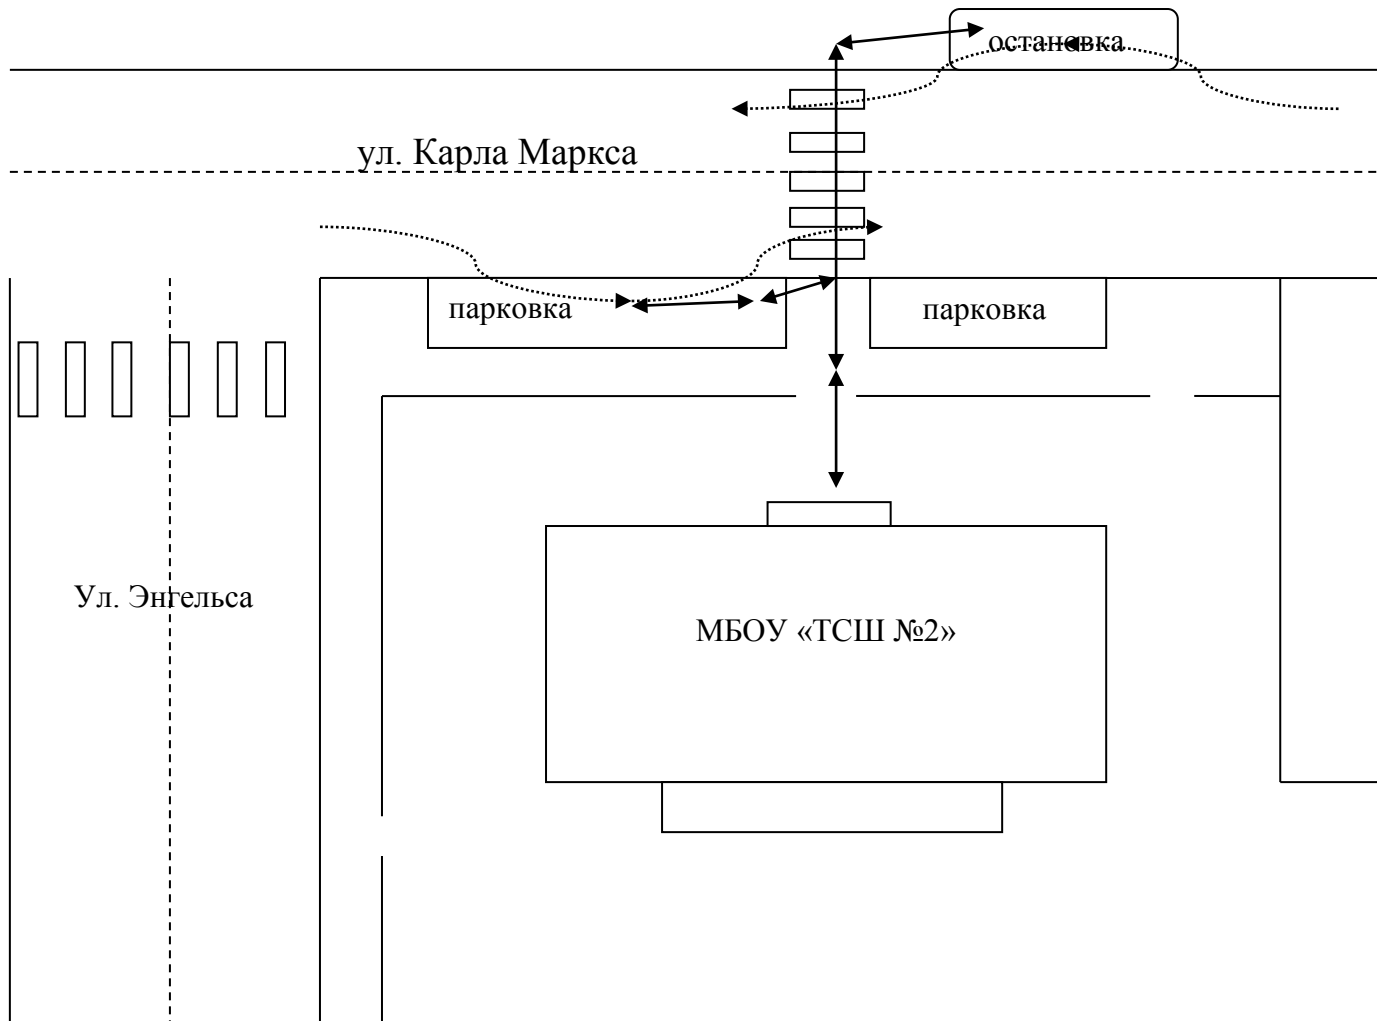 остановка
ул. Карла Маркса
парковка
парковка
Ул. Энгельса
МБОУ «ТСШ №2»